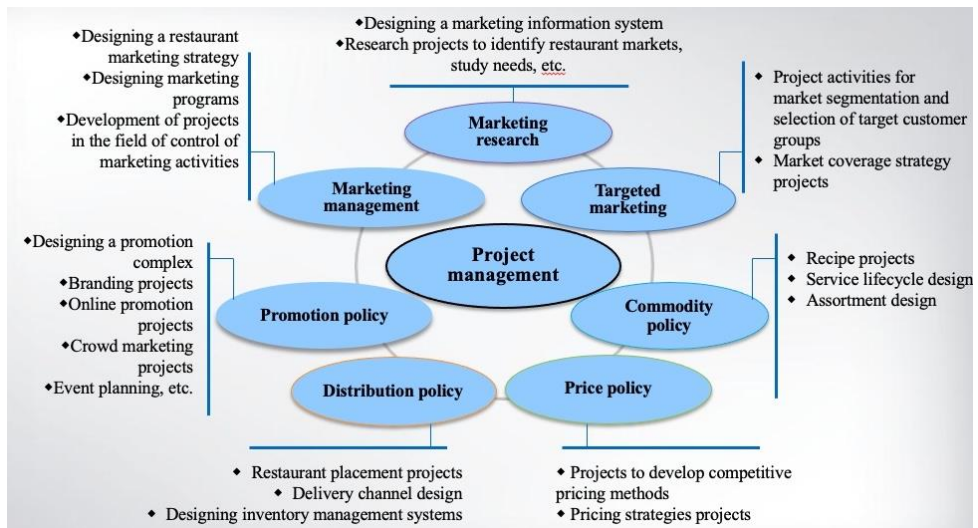 ◆Designing a restaurant
marketing strategy
◆Designing marketing
programs
◆Development of projects
in the field of control of
marketing activities
◆Designing a marketing information system
◆Research projects to identify restaurant markets,
study needs, etc.
◆ Project activities for
market segmentation and
selection of target customer
groups
◆ Market coverage strategy
projects
Marketing
research
Marketing
management
Targeted
marketing
Project
management
◆Designing a promotion
complex
◆Branding projects
◆Online promotion
projects
◆Crowd marketing
projects
◆Event planning, etc.
Promotion policy
Commodity
policy
◆ Recipe projects
◆ Service lifecycle design
◆ Assortment design
Distribution policy
Price policy
◆ Restaurant placement projects
◆ Delivery channel design
◆ Designing inventory management systems
◆ Projects to develop competitive
pricing methods
◆ Pricing strategies projects